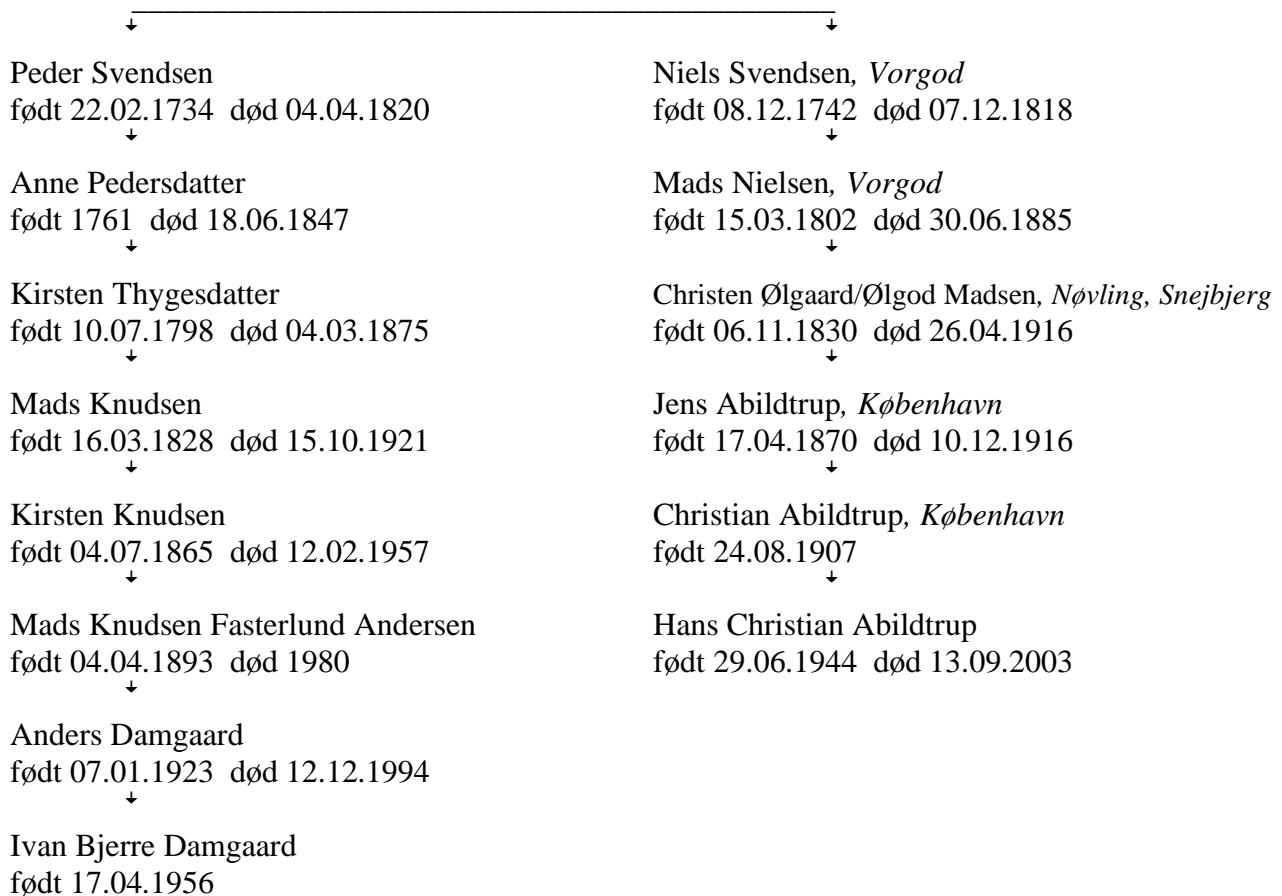 Peder Svendsen
født 22.02.1734 død 04.04.1820
Anne Pedersdatter
født 1761 død 18.06.1847
Kirsten Thygesdatter
født 10.07.1798 død 04.03.1875
Mads Knudsen
født 16.03.1828 død 15.10.1921
Kirsten Knudsen
født 04.07.1865 død 12.02.1957
Mads Knudsen Fasterlund Andersen
født 04.04.1893 død 1980
Anders Damgaard
født 07.01.1923 død 12.12.1994
Ivan Bjerre Damgaard
født 17.04.1956
Niels Svendsen, Vorgod
født 08.12.1742 død 07.12.1818
Mads Nielsen, Vorgod
født 15.03.1802 død 30.06.1885
Christen Ølgaard/Ølgod Madsen, Nøvling, Snejbjerg
født 06.11.1830 død 26.04.1916
Jens Abildtrup, København
født 17.04.1870 død 10.12.1916
Christian Abildtrup, København
født 24.08.1907
Hans Christian Abildtrup
født 29.06.1944 død 13.09.2003